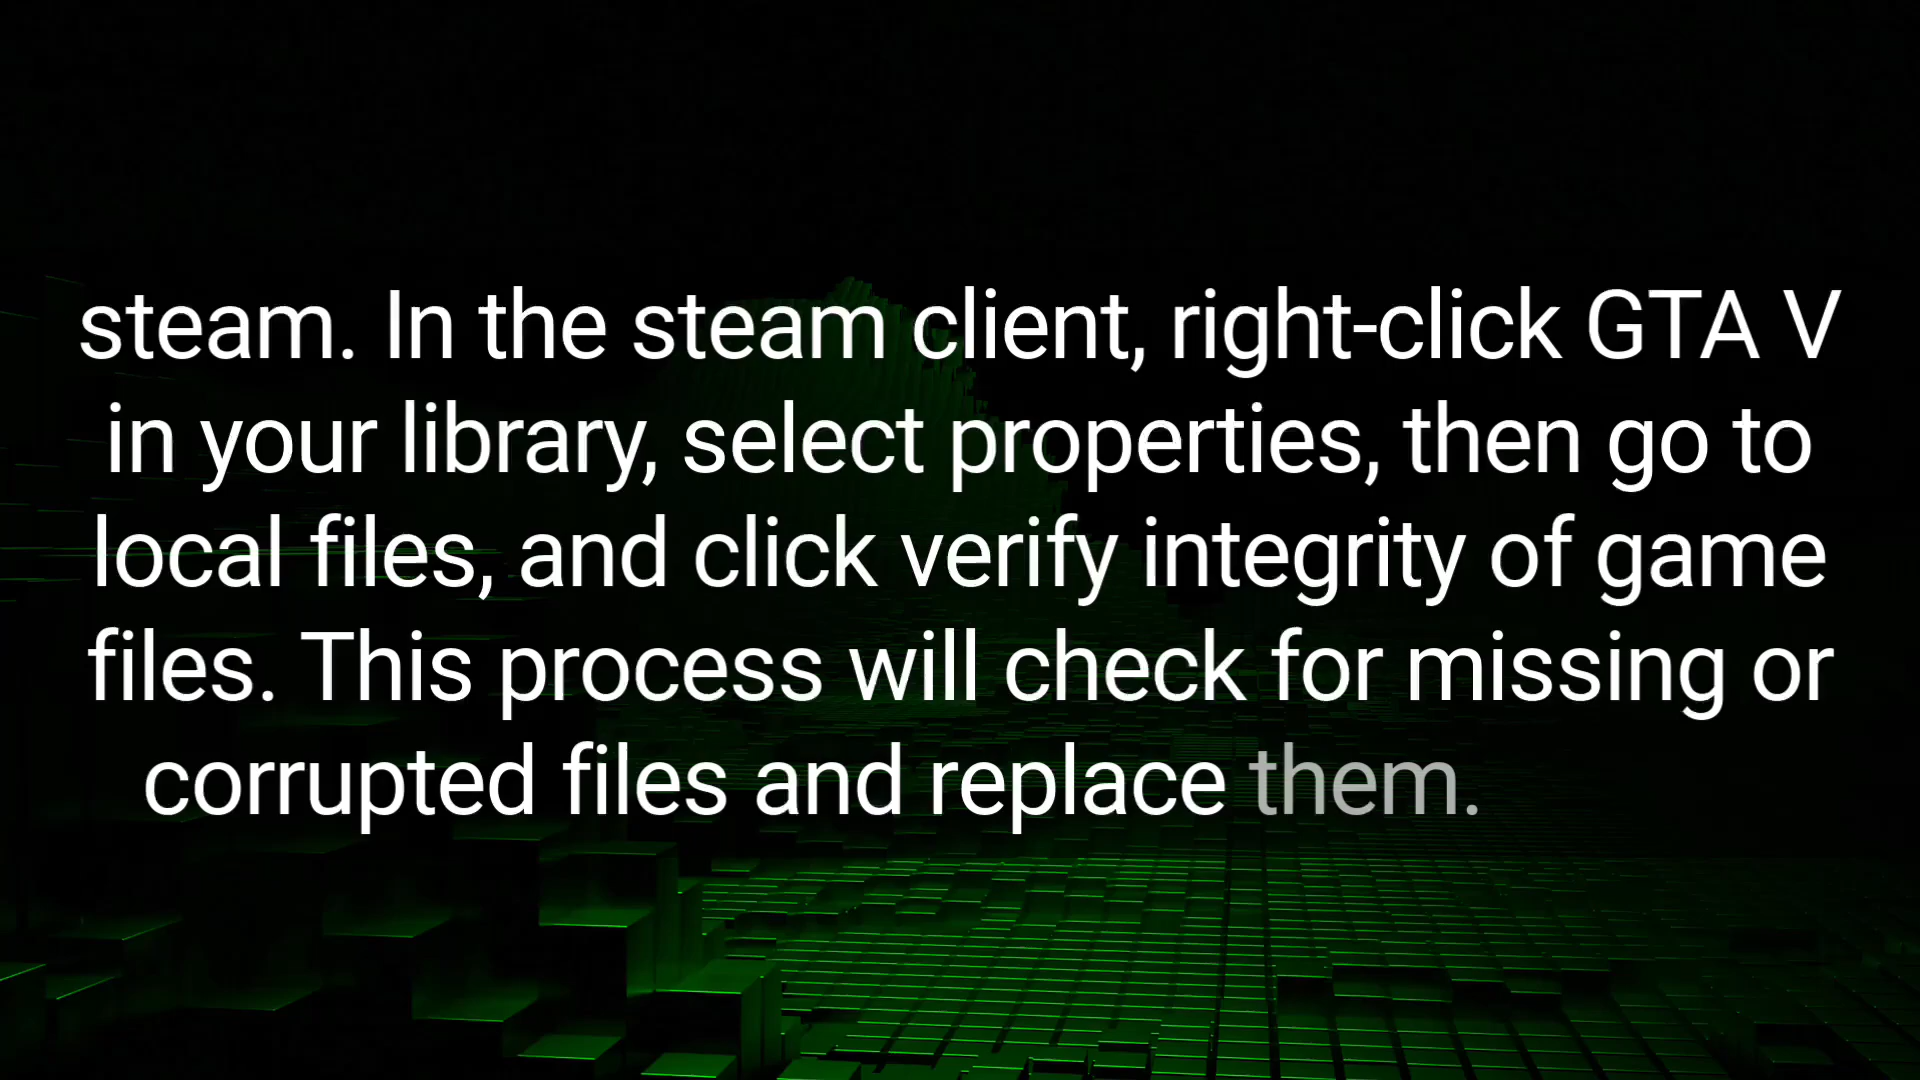 steam. In the steam client, right-click GTA V
in your library, select properties, then go to
local files, and click verify integrity of game
files. This process will check for missing or
corrupted files and replace them.